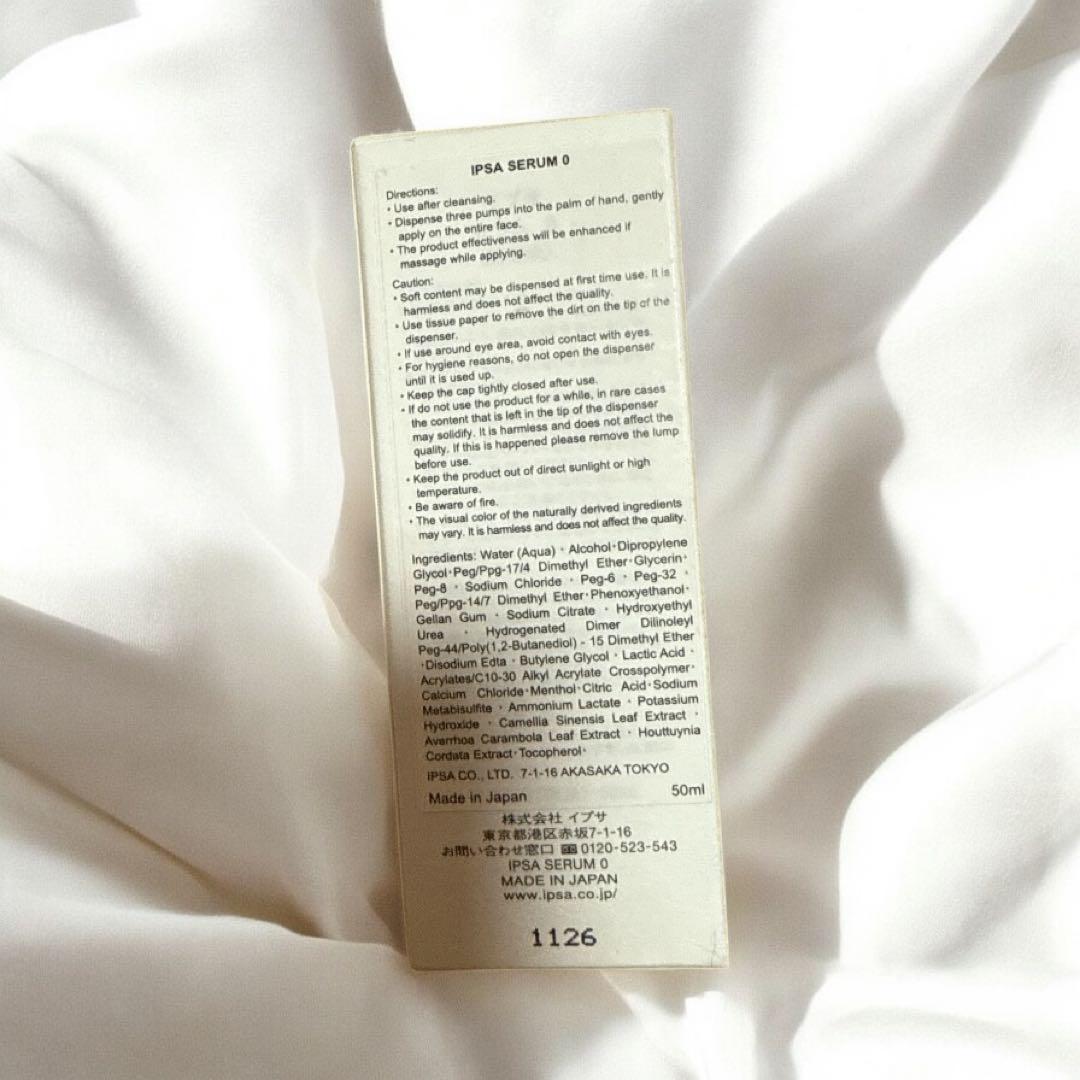 IPSA SERUM 0
Directions:
• Use after cleansing.
• Dispense three pumps into the palm of hand, gently
apply on the entire face.
• The product effectiveness will be enhanced if
massage while applying.
Caution:
• Soft content may be dispensed at first time use. It is
harmless and does not affect the quality.
• Use tissue paper to remove the dirt on the tip of the
dispenser.
• If use around eye area, avoid contact with eyes.
• For hygiene reasons, do not open the dispenser
until it is used up.
• Keep the cap tightly closed after use.
• If do not use the product for a while, in rare cases
the content that is left in the tip of the dispenser
may solidify. It is harmless and does not affect the
quality. If this is happened please remove the lump
before use.
• Keep the product out of direct sunlight or high
temperature.
• Be aware of fire.
• The visual color of the naturally derived ingredients
may vary. It is harmless and does not affect the quality.
Ingredients: Water (Aqua) · Alcohol·Dipropylene
Glycol·Peg/Ppg-17/4 Dimethyl Ether·Glycerin·
Peg-8 · Sodium Chloride · Peg-6 · Peg-32 ·
Peg/Ppg-14/7 Dimethyl Ether·Phenoxyethanol·
Gellan Gum · Sodium Citrate · Hydroxyethyl
Urea · Hydrogenated Dimer Dilinoleyl
Peg-44/Poly(1,2-Butanediol) - 15 Dimethyl Ether
·Disodium Edta · Butylene Glycol · Lactic Acid ·
Acrylates/C10-30 Alkyl Acrylate Crosspolymer·
Calcium Chloride·Menthol·Citric Acid·Sodium
Metabisulfite · Ammonium Lactate · Potassium
Hydroxide · Camellia Sinensis Leaf Extract ·
Averrhoa Carambola Leaf Extract · Houttuynia
Cordata Extract·Tocopherol·
IPSA CO., LTD. 7-1-16 AKASAKA TOKYO
Made in Japan 50ml
株式会社 イプサ
東京都港区赤坂7-1-16
お問い合わせ窓口 0120-523-543
IPSA SERUM 0
MADE IN JAPAN
www.ipsa.co.jp/
1126